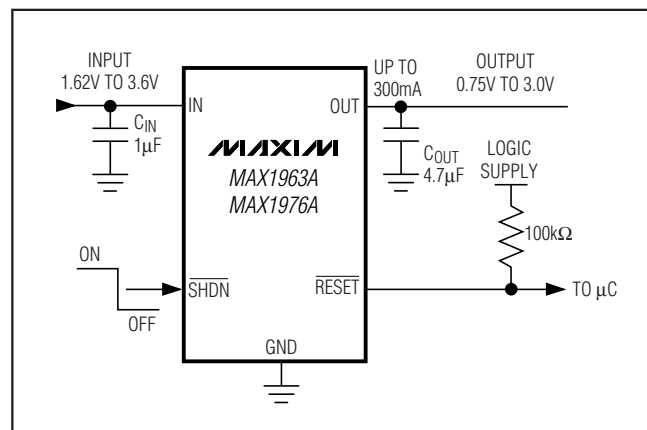 INPUT
1.62V TO 3.6V
IN
CIN
1µF
MAXIM
MAX1963A
MAX1976A
UP TO
300mA
OUT
OUTPUT
0.75V TO 3.0V
COUT
4.7µF
LOGIC
SUPPLY
100kΩ
ON
OFF
SHDN
RESET
TO µC
GND